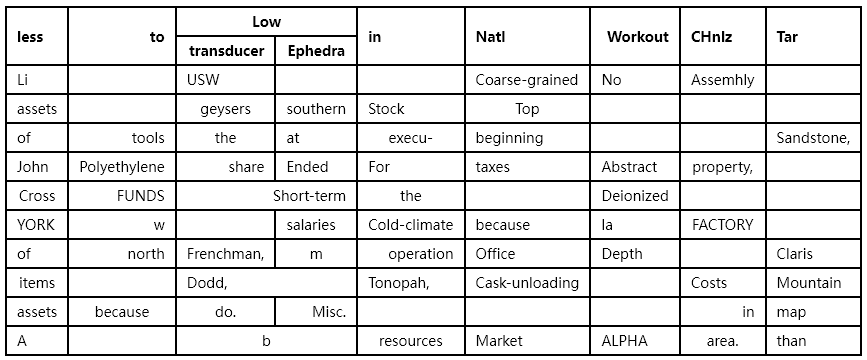 less to Low in Natl Workout CHnlz Tar
transducer Ephedra
Li USW Coarse-grained No Assembly
assets geysers southern Stock Top
of tools the at execu- beginning Sandstone,
John Polyethylene share Ended For taxes Abstract property,
Cross FUNDS Short-term the Deionized
YORK w salaries Cold-climate because la FACTORY
of north Frenchman, m operation Office Depth Claris
items Dodd, Tonopah, Cask-unloading Costs Mountain
assets because do. Misc. in map
A b resources Market ALPHA area. than